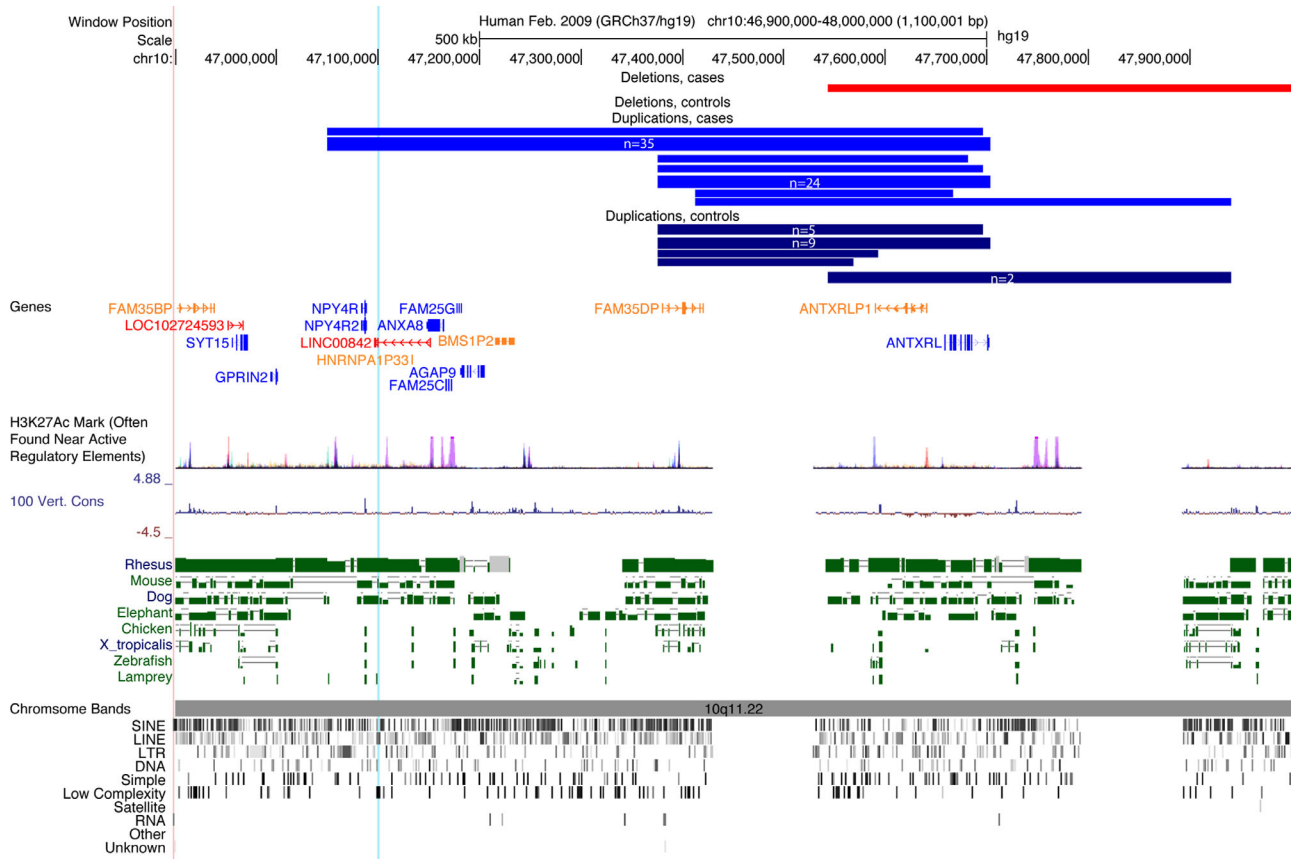 Window Position Human Feb. 2009 (GRCh37/hg19) chr10:46,900,000-48,000,000 (1,100,001 bp)
Scale 500 kb hg19
chr10: 47,000,000 47,100,000 47,200,000 47,300,000 47,400,000 47,500,000 47,600,000 47,700,000 47,800,000 47,900,000
Deletions, cases
Deletions, controls
Duplications, cases
n=35
n=24
Duplications, controls
n=5
n=9
n=2
Genes FAM35BP NPY4R FAM25G FAM35DP ANTXRLP1
LOC102724593 NPY4R2 ANXA8
SYT15 LINC00842 BMS1P2 ANTXRL
HNRNPA1P33
GPRIN2 AGAP9
FAM25C
H3K27Ac Mark (Often
Found Near Active
Regulatory Elements)
4.88
100 Vert. Cons
-4.5
Rhesus
Mouse
Dog
Elephant
Chicken
X_tropicalis
Zebrafish
Lamprey
Chromsome Bands 10q11.22
SINE
LINE
LTR
DNA
Simple
Low Complexity
Satellite
RNA
Other
Unknown